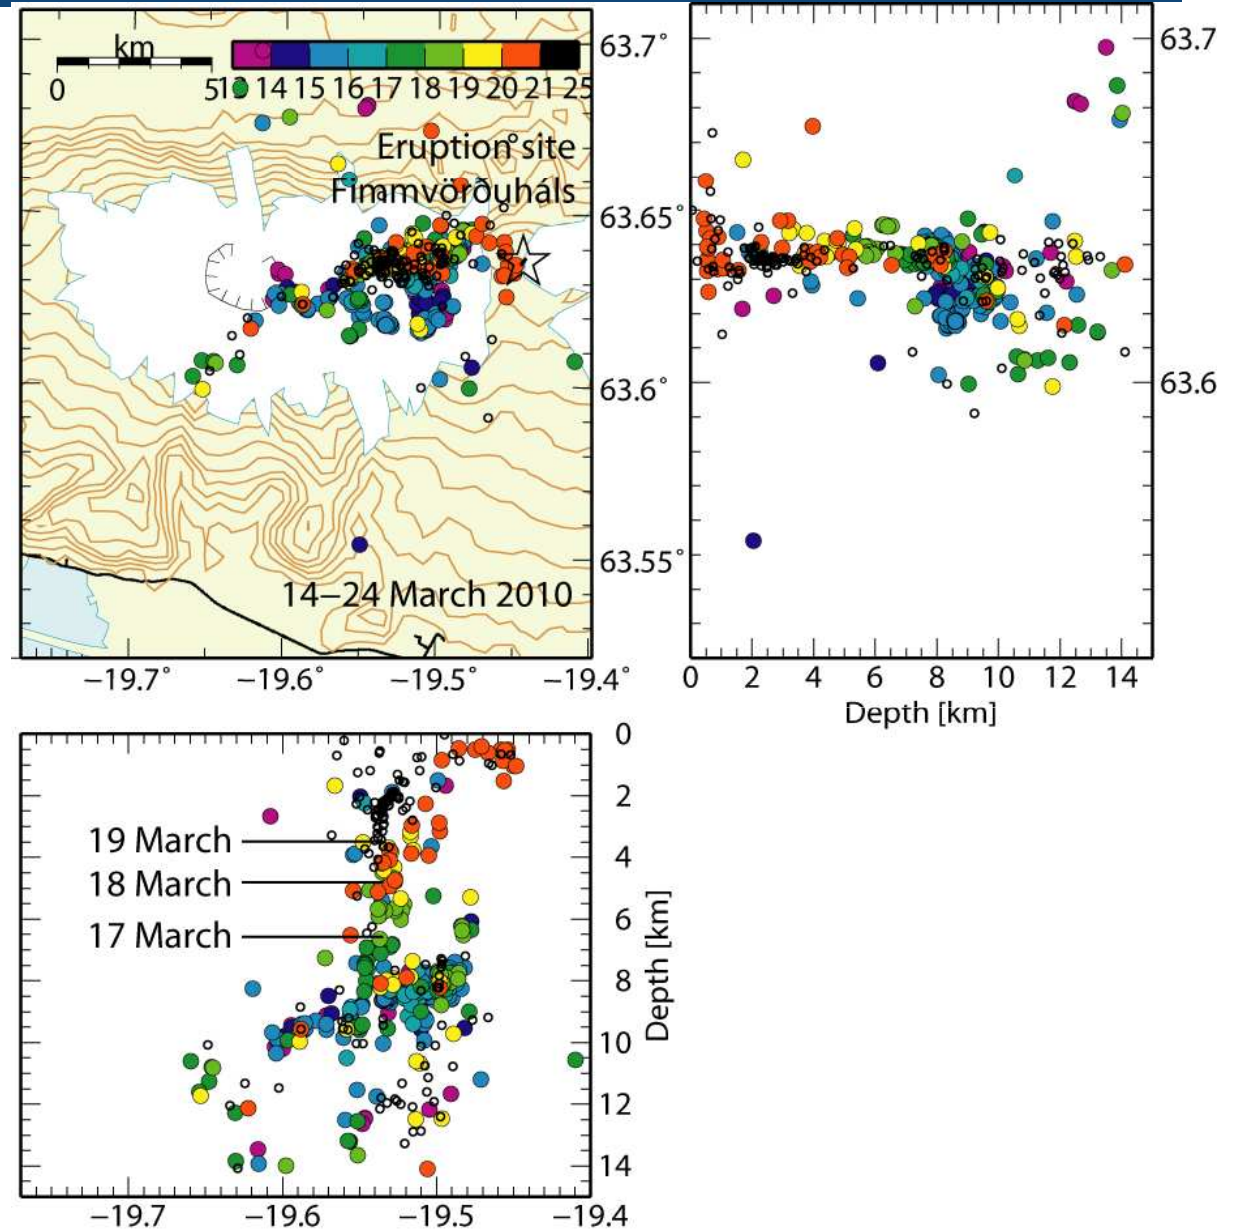 km
0 5 13 14 15 16 17 18 19 20 21 25
Eruption site
Fimmvörðuháls
14–24 March 2010
63.7°
63.65°
63.6°
63.55°
−19.7° −19.6° −19.5° −19.4°
63.7
63.6
0 2 4 6 8 10 12 14
Depth [km]
19 March
18 March
17 March
0
2
4
6
8
10
12
14
Depth [km]
−19.7 −19.6 −19.5 −19.4